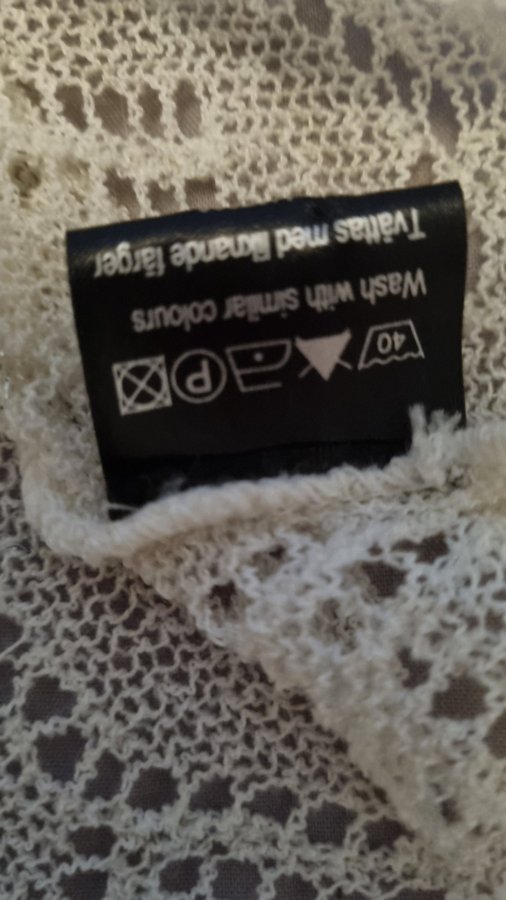 40 P
Wash with similar colours
Tvättas med liknande färger